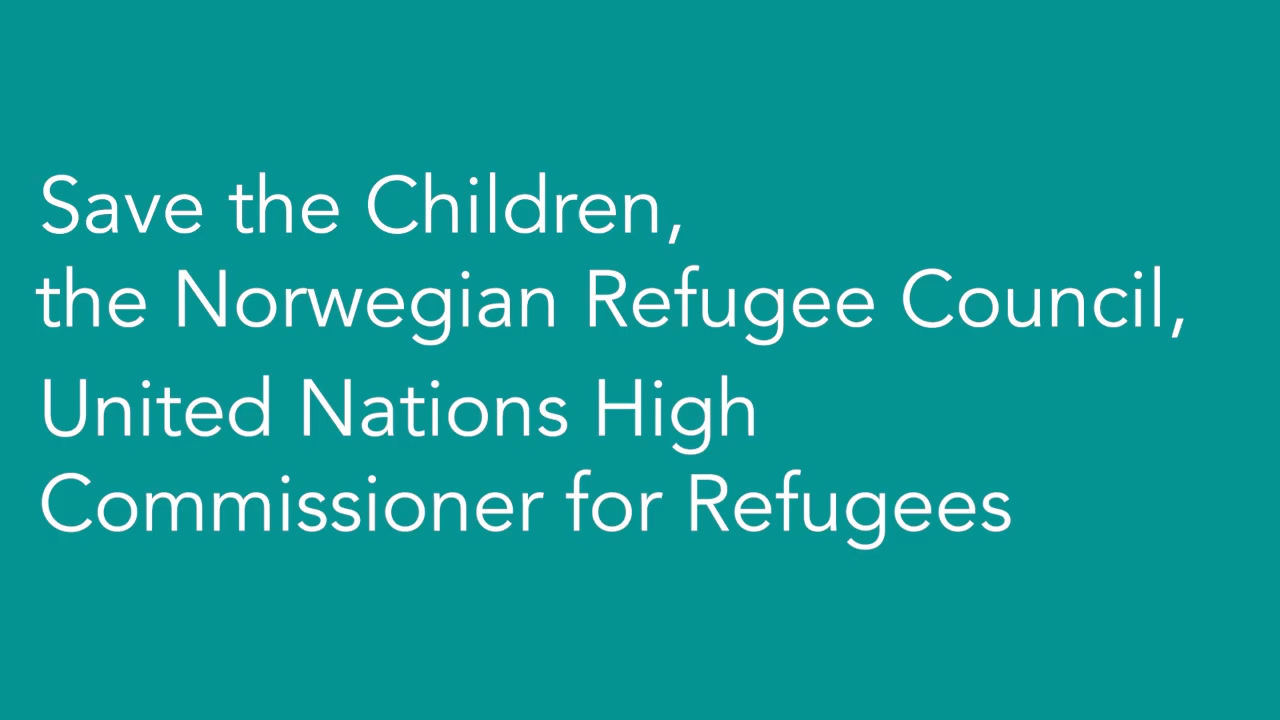 Save the Children,
the Norwegian Refugee Council,
United Nations High
Commissioner for Refugees